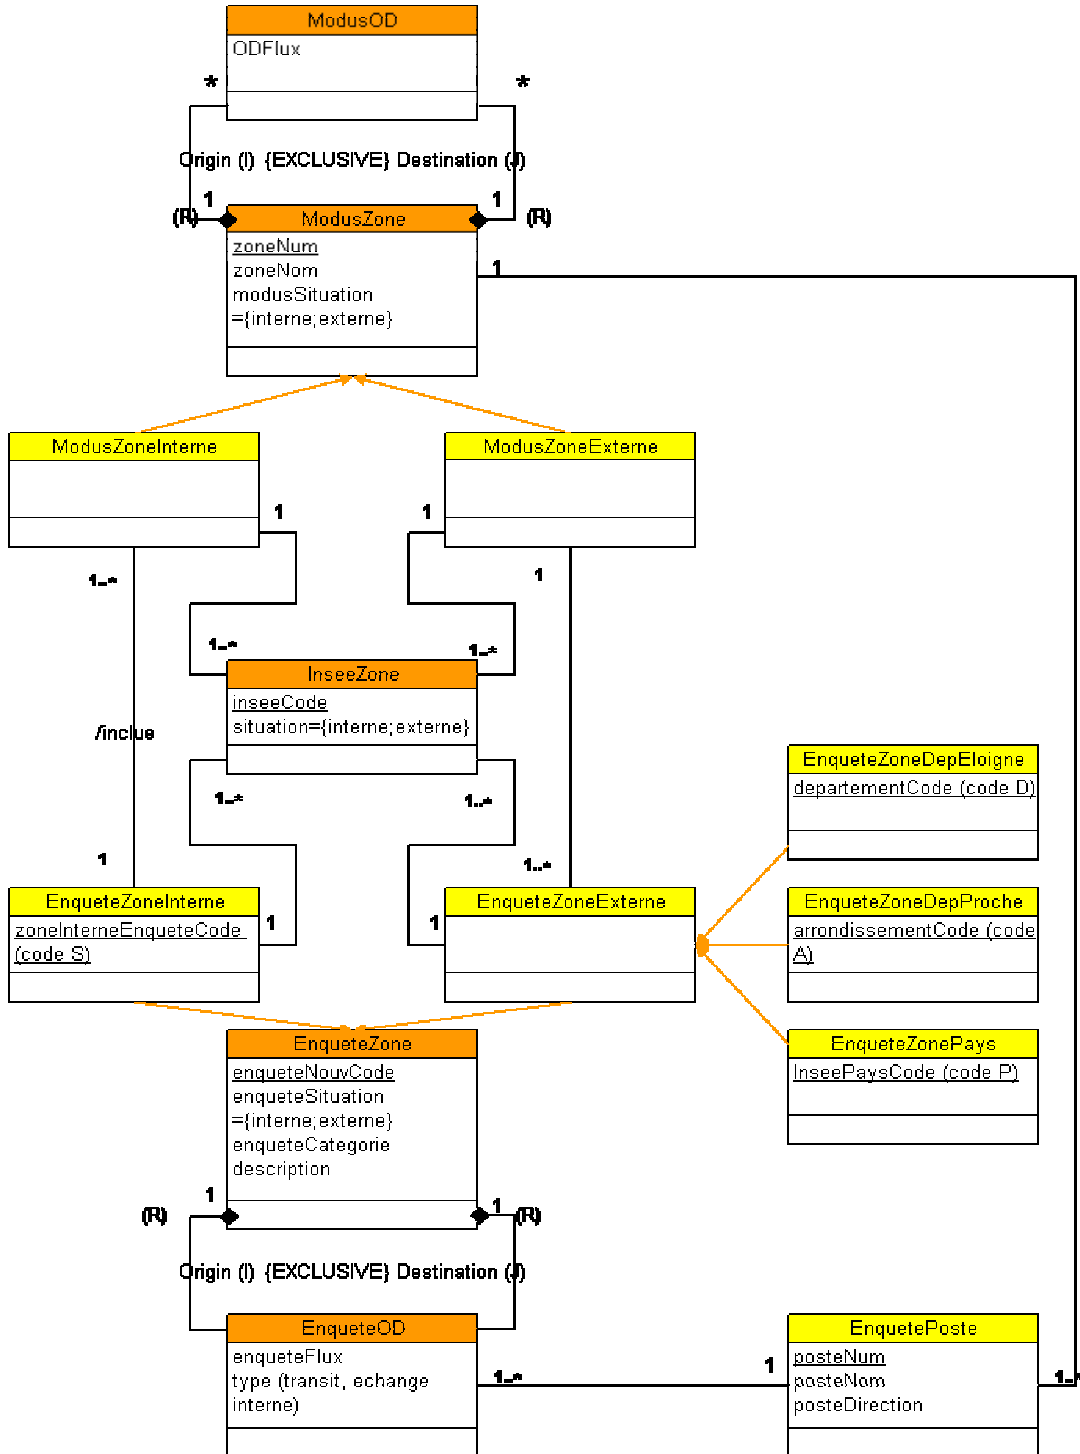 ModusOD
ODFlux
*
*
Origin (I) {EXCLUSIVE} Destination (J)
1
1
(R)
(R)
ModusZone
zoneNum
zoneNom
modusSituation
={interne;externe}
1
ModusZoneInterne
ModusZoneExterne
1
1
1..*
1
1..*
1..*
InseeZone
inseeCode
situation={interne;externe}
/inclue
1..*
1..*
EnqueteZoneDepEloigne
departementCode (code D)
1
1..*
EnqueteZoneInterne
zoneInterneEnqueteCode
(code S)
1
1
EnqueteZoneExterne
EnqueteZoneDepProche
arrondissementCode (code
A)
EnqueteZone
enqueteNouvCode
enqueteSituation
={interne;externe}
enqueteCategorie
description
EnqueteZonePays
InseePaysCode (code P)
1
1
(R)
(R)
Origin (I) {EXCLUSIVE} Destination (J)
EnqueteOD
enqueteFlux
type (transit, echange
interne)
1..*
1
EnquetePoste
posteNum
posteNom
posteDirection
1..*